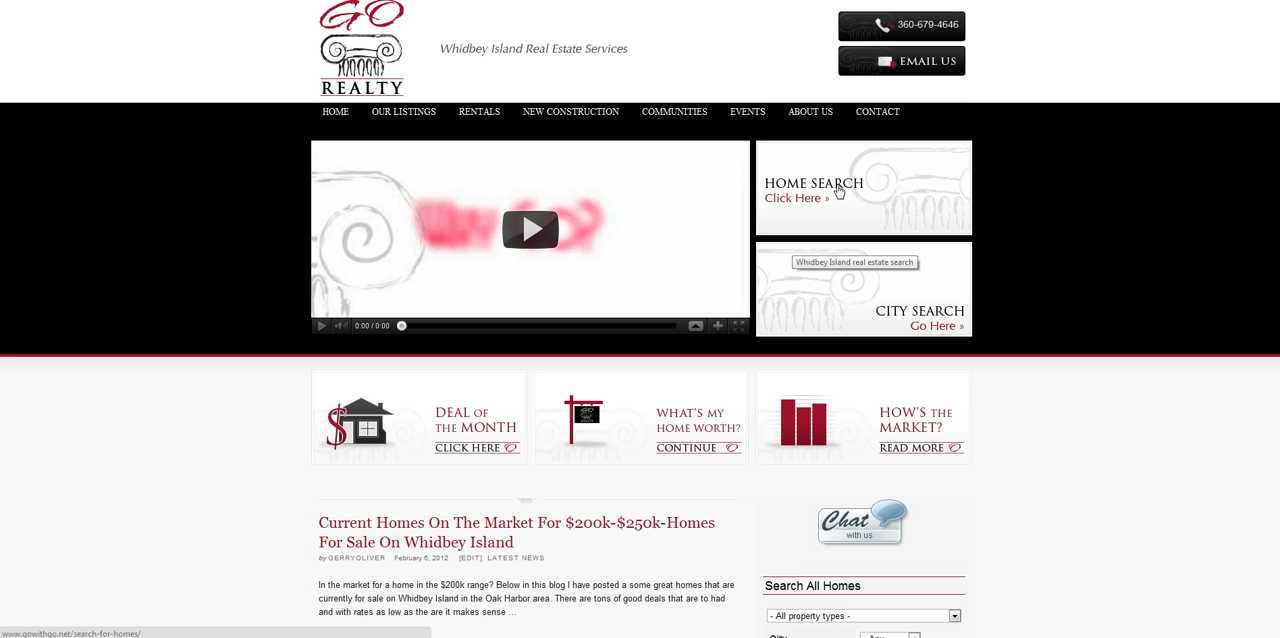 GO
REALTY
Whidbey Island Real Estate Services
360-679-4646
EMAIL US
HOME OUR LISTINGS RENTALS NEW CONSTRUCTION COMMUNITIES EVENTS ABOUT US CONTACT
Why Go?
HOME SEARCH
Click Here »
Whidbey Island real estate search
CITY SEARCH
Go Here »
0:00 / 0:00
DEAL OF
THE MONTH
CLICK HERE
WHAT'S MY
HOME WORTH?
CONTINUE
HOW'S THE
MARKET?
READ MORE
Current Homes On The Market For $200k-$250k-Homes
For Sale On Whidbey Island
by GERRYOLIVER February 6, 2012 [EDIT] LATEST NEWS
In the market for a home in the $200k range? Below in this blog I have posted a some great homes that are
currently for sale on Whidbey Island in the Oak Harbor area. There are tons of good deals that are to had
and with rates as low as the are it makes sense ...
Chat
with us
Search All Homes
- All property types -
City
www.gowithgo.net/search-for-homes/